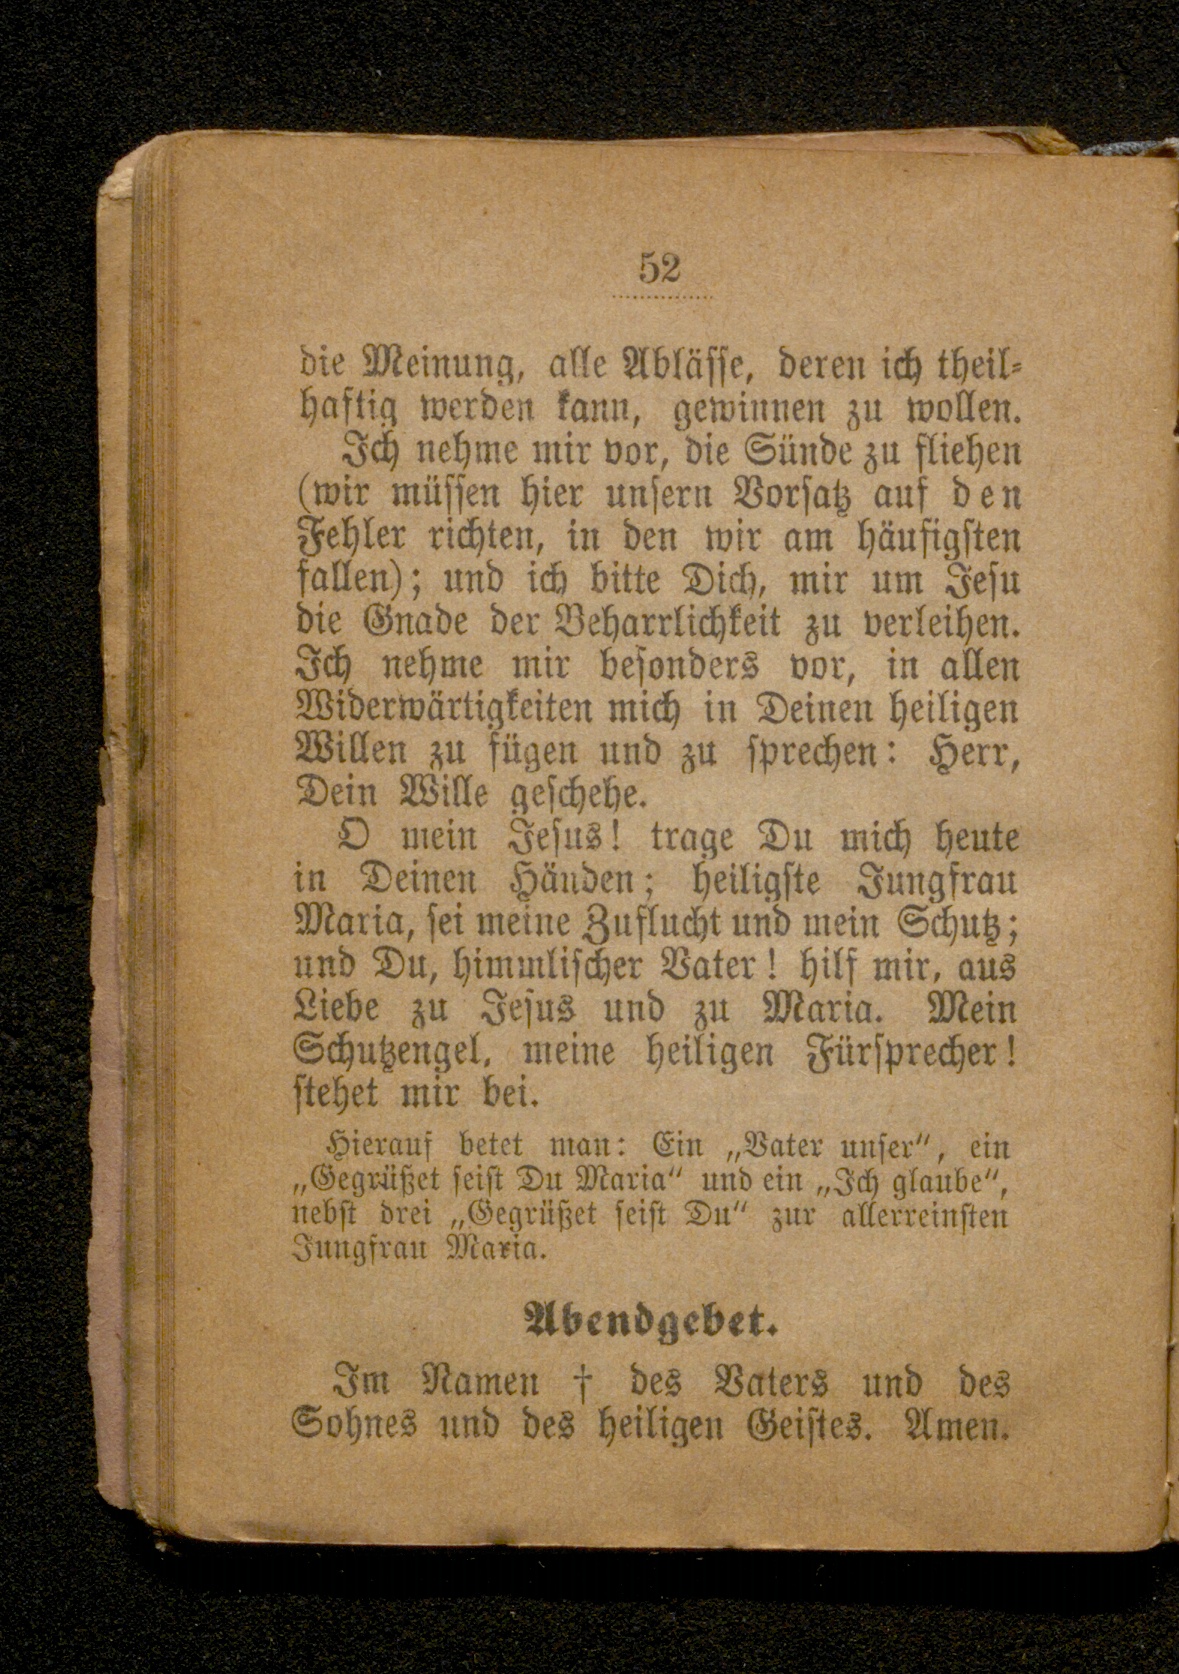 52
die Meinung, alle Ablässe, deren ich theil-
haftig werden kann, gewinnen zu wollen.
Ich nehme mir vor, die Sünde zu fliehen
(wir müssen hier unsern Vorsatz auf den
Fehler richten, in den wir am häufigsten
fallen); und ich bitte Dich, mir um Jesu
die Gnade der Beharrlichkeit zu verleihen.
Ich nehme mir besonders vor, in allen
Widerwärtigkeiten mich in Deinen heiligen
Willen zu fügen und zu sprechen: Herr,
Dein Wille geschehe.
O mein Jesus! trage Du mich heute
in Deinen Händen; heiligste Jungfrau
Maria, sei meine Zuflucht und mein Schutz;
und Du, himmlischer Vater! hilf mir, aus
Liebe zu Jesus und zu Maria. Mein
Schutzengel, meine heiligen Fürsprecher!
stehet mir bei.
Hierauf betet man: Ein „Vater unser“, ein
„Gegrüßet seist Du Maria“ und ein „Ich glaube“,
nebst drei „Gegrüßet seist Du“ zur allerreinsten
Jungfrau Maria.
Abendgebet.
Im Namen † des Vaters und des
Sohnes und des heiligen Geistes. Amen.